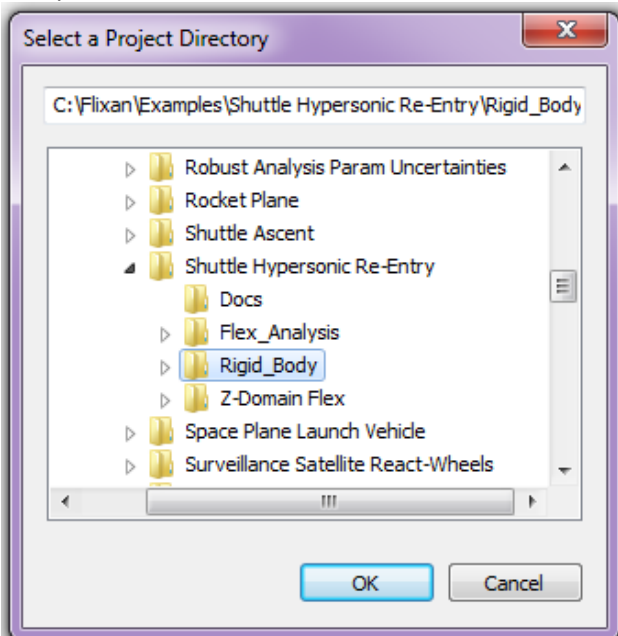 Select a Project Directory
C:\Flixan\Examples\Shuttle Hypersonic Re-Entry\Rigid_Body
Robust Analysis Param Uncertainties
Rocket Plane
Shuttle Ascent
Shuttle Hypersonic Re-Entry
Docs
Flex_Analysis
Rigid_Body
Z-Domain Flex
Space Plane Launch Vehicle
Surveillance Satellite React-Wheels
OK Cancel